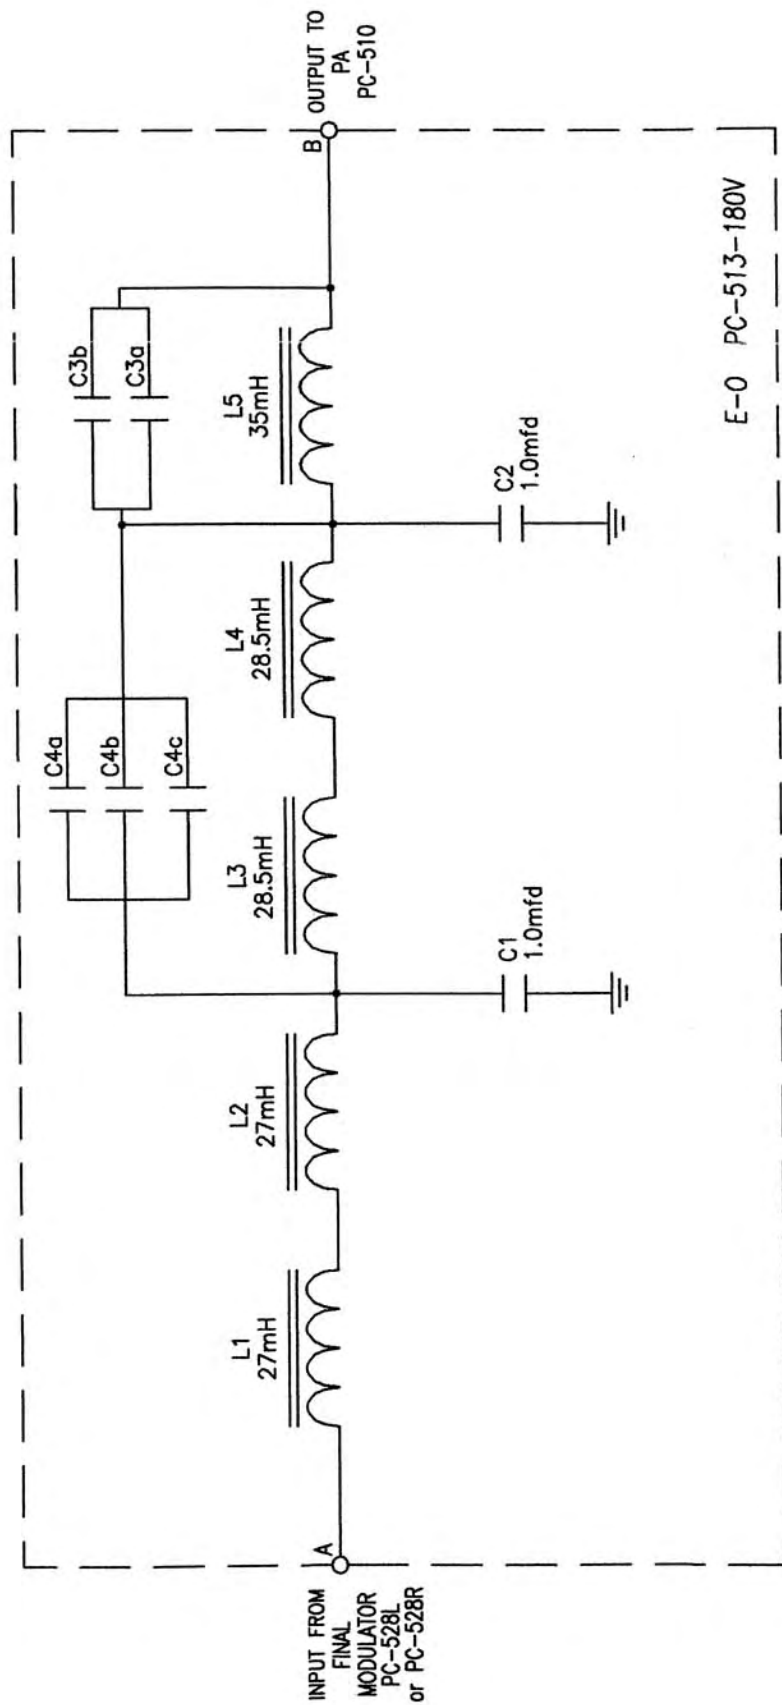 INPUT FROM
FINAL
MODULATOR
PC-528L
or PC-528R
A
L1
27mH
L2
27mH
C1
1.0mfd
L3
28.5mH
L4
28.5mH
C4a
C4b
C4c
C2
1.0mfd
L5
35mH
C3b
C3a
B
OUTPUT TO
PA
PC-510
E-O PC-513-180V